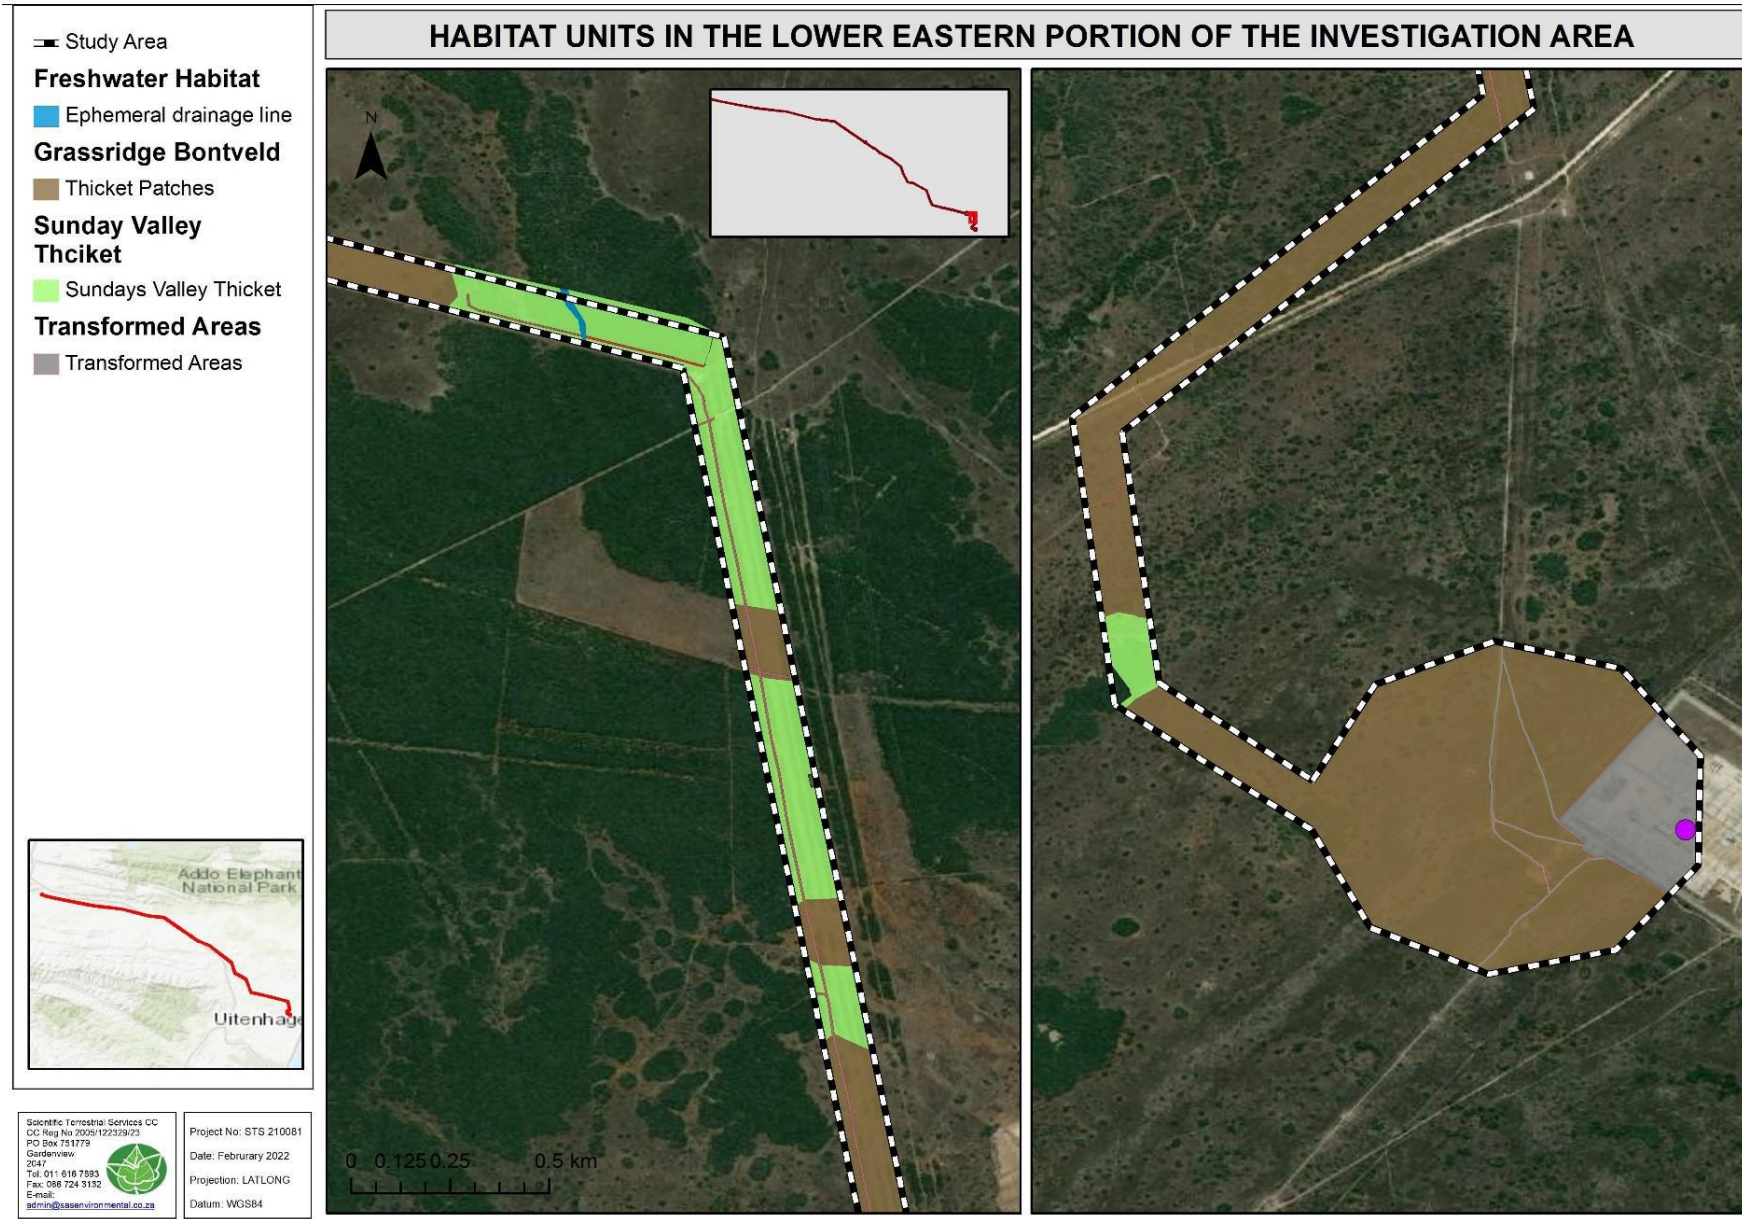 HABITAT UNITS IN THE LOWER EASTERN PORTION OF THE INVESTIGATION AREA
Study Area
Freshwater Habitat
Ephemeral drainage line
Grassridge Bontveld
Thicket Patches
Sunday Valley
Thciket
Sundays Valley Thicket
Transformed Areas
Transformed Areas
N
Addo Elephant
National Park
Uitenhage
0 0.125 0.25 0.5 km
Scientific Terrestrial Services CC
CC Reg No 2005/122329/23
PO Box 751779
Gardenview
2047
Tel: 011 616 7893
Fax: 086 724 3132
E-mail:
admin@sasenvironmental.co.za
Project No: STS 210081
Date: Februrary 2022
Projection: LATLONG
Datum: WGS84